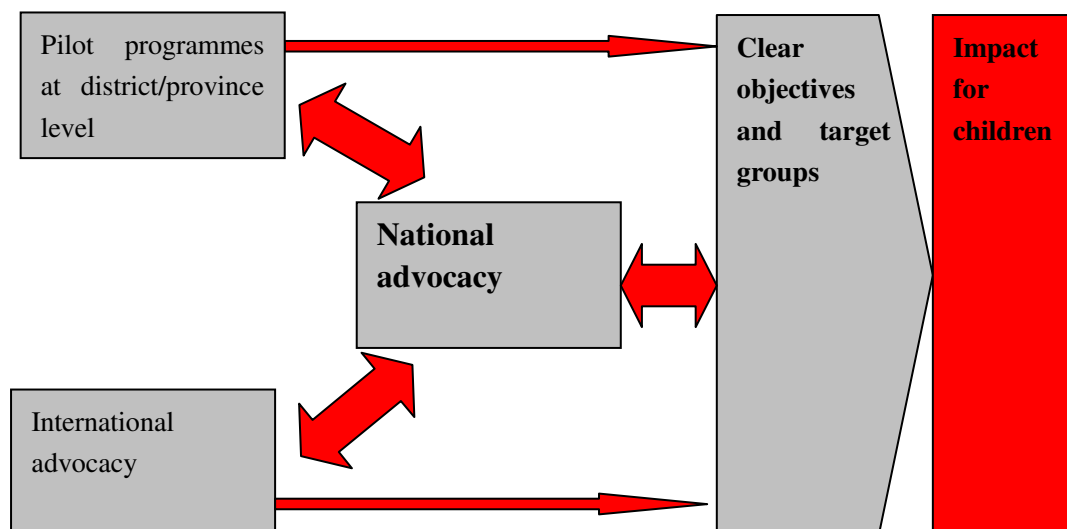 Pilot programmes
at district/province
level
Clear
objectives
and target
groups
Impact
for
children
National
advocacy
International
advocacy